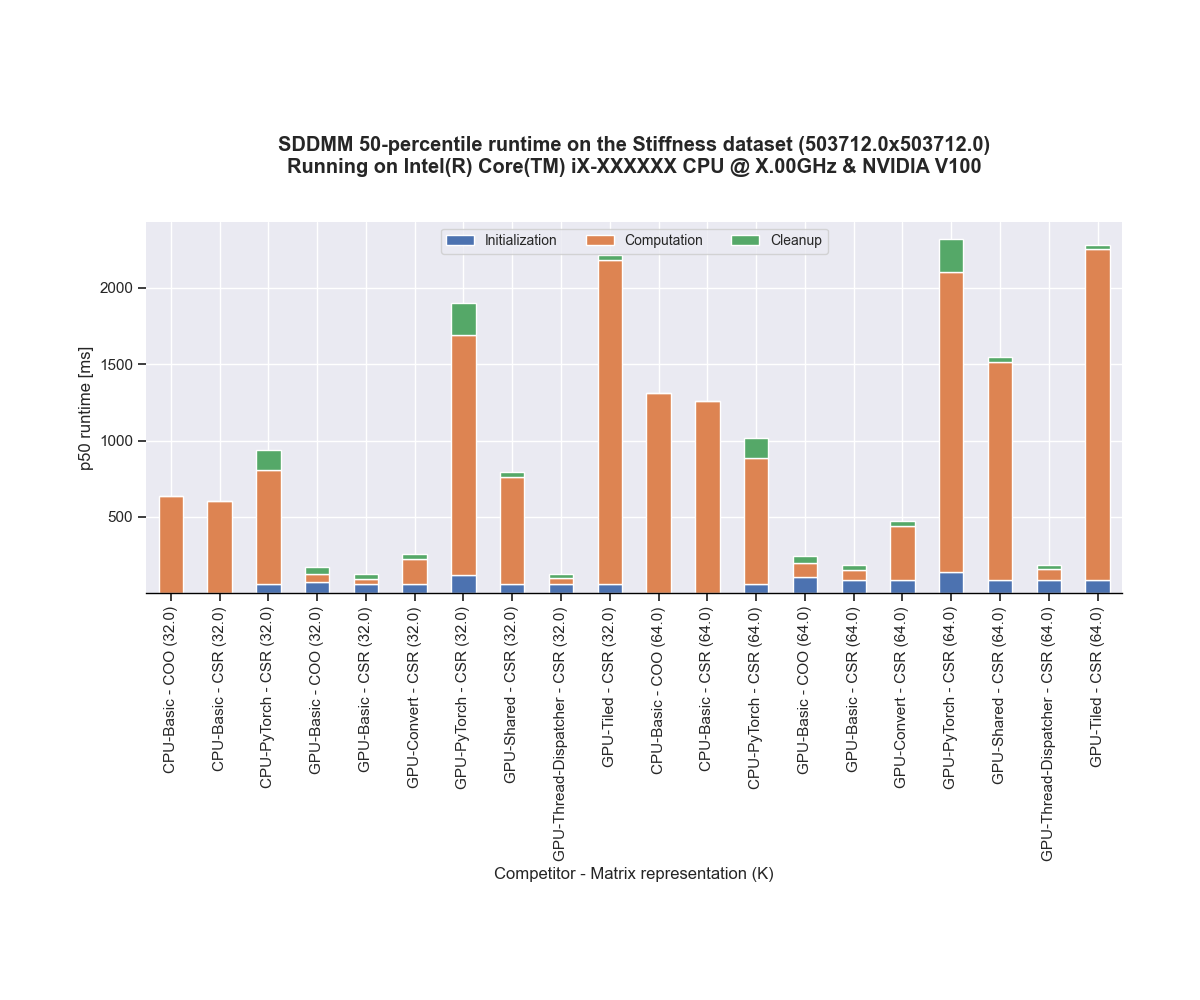 SDDMM 50-percentile runtime on the Stiffness dataset (503712.0x503712.0)
Running on Intel(R) Core(TM) iX-XXXXXX CPU @ X.00GHz & NVIDIA V100
Initialization
Computation
Cleanup
p50 runtime [ms]
2000
1500
1000
500
CPU-Basic - COO (32.0)
CPU-Basic - CSR (32.0)
CPU-PyTorch - CSR (32.0)
GPU-Basic - COO (32.0)
GPU-Basic - CSR (32.0)
GPU-Convert - CSR (32.0)
GPU-PyTorch - CSR (32.0)
GPU-Shared - CSR (32.0)
GPU-Thread-Dispatcher - CSR (32.0)
GPU-Tiled - CSR (32.0)
CPU-Basic - COO (64.0)
CPU-Basic - CSR (64.0)
CPU-PyTorch - CSR (64.0)
GPU-Basic - COO (64.0)
GPU-Basic - CSR (64.0)
GPU-Convert - CSR (64.0)
GPU-PyTorch - CSR (64.0)
GPU-Shared - CSR (64.0)
GPU-Thread-Dispatcher - CSR (64.0)
GPU-Tiled - CSR (64.0)
Competitor - Matrix representation (K)